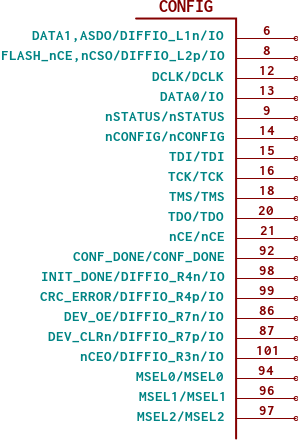 CONFIG
DATA1,ASDO/DIFFIO_L1n/IO 6
FLASH_nCE,nCSO/DIFFIO_L2p/IO 8
DCLK/DCLK 12
DATA0/IO 13
nSTATUS/nSTATUS 9
nCONFIG/nCONFIG 14
TDI/TDI 15
TCK/TCK 16
TMS/TMS 18
TDO/TDO 20
nCE/nCE 21
CONF_DONE/CONF_DONE 92
INIT_DONE/DIFFIO_R4n/IO 98
CRC_ERROR/DIFFIO_R4p/IO 99
DEV_OE/DIFFIO_R7n/IO 86
DEV_CLRn/DIFFIO_R7p/IO 87
nCEO/DIFFIO_R3n/IO 101
MSEL0/MSEL0 94
MSEL1/MSEL1 96
MSEL2/MSEL2 97